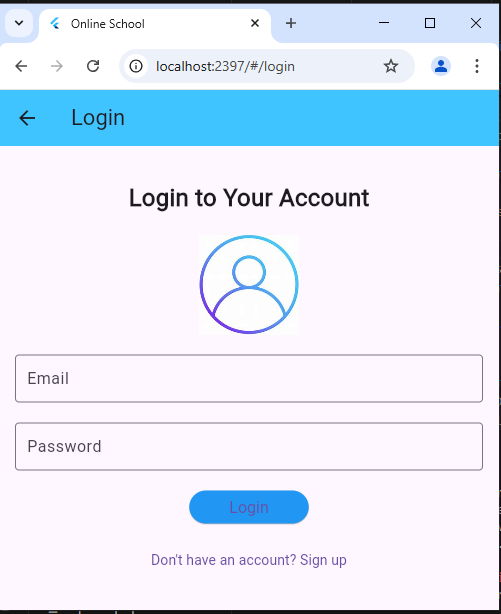 Online School
localhost:2397/#/login
Login
Login to Your Account
Email
Password
Login
Don't have an account? Sign up